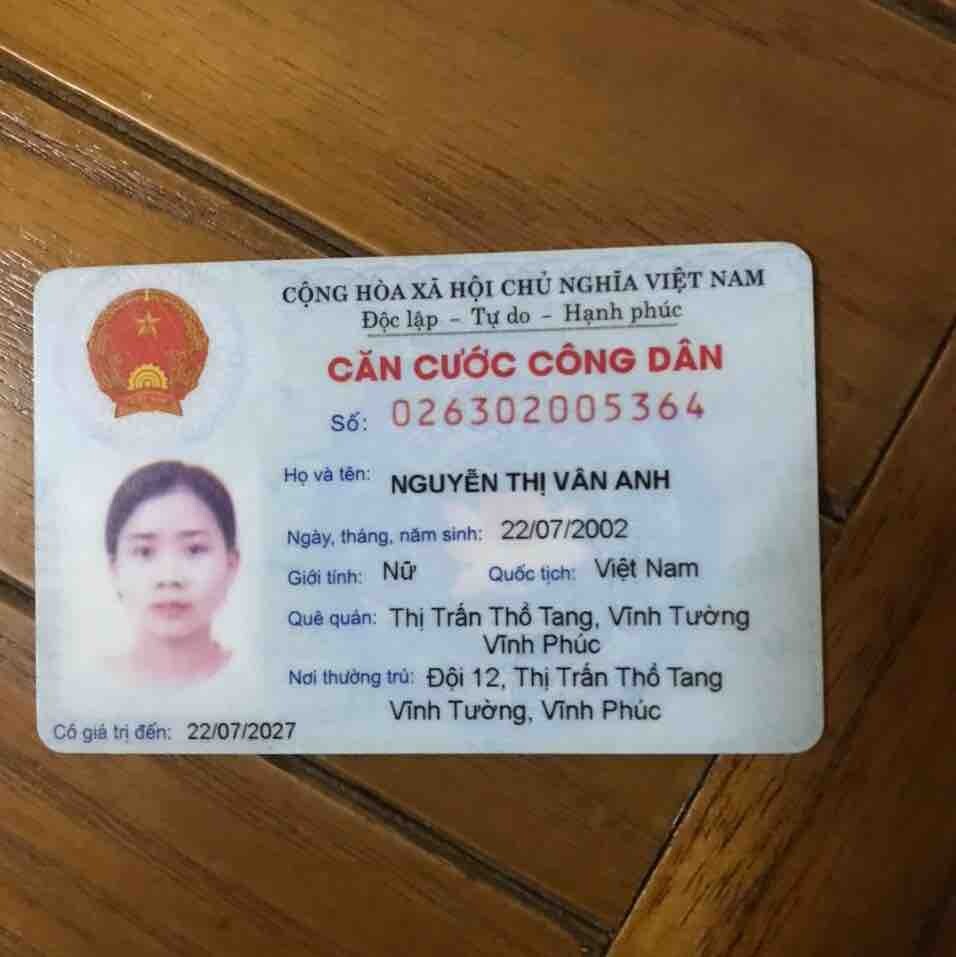 CỘNG HÒA XÃ HỘI CHỦ NGHĨA VIỆT NAM
Độc lập - Tự do - Hạnh phúc
CĂN CƯỚC CÔNG DÂN
Số: 026302005364
Họ và tên: NGUYỄN THỊ VÂN ANH
Ngày, tháng, năm sinh: 22/07/2002
Giới tính: Nữ Quốc tịch: Việt Nam
Quê quán: Thị Trấn Thổ Tang, Vĩnh Tường
Vĩnh Phúc
Nơi thường trú: Đội 12, Thị Trấn Thổ Tang
Vĩnh Tường, Vĩnh Phúc
Có giá trị đến: 22/07/2027